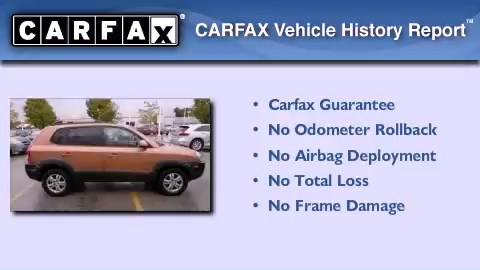 CARFAX®
CARFAX Vehicle History Report™
• Carfax Guarantee
• No Odometer Rollback
• No Airbag Deployment
• No Total Loss
• No Frame Damage